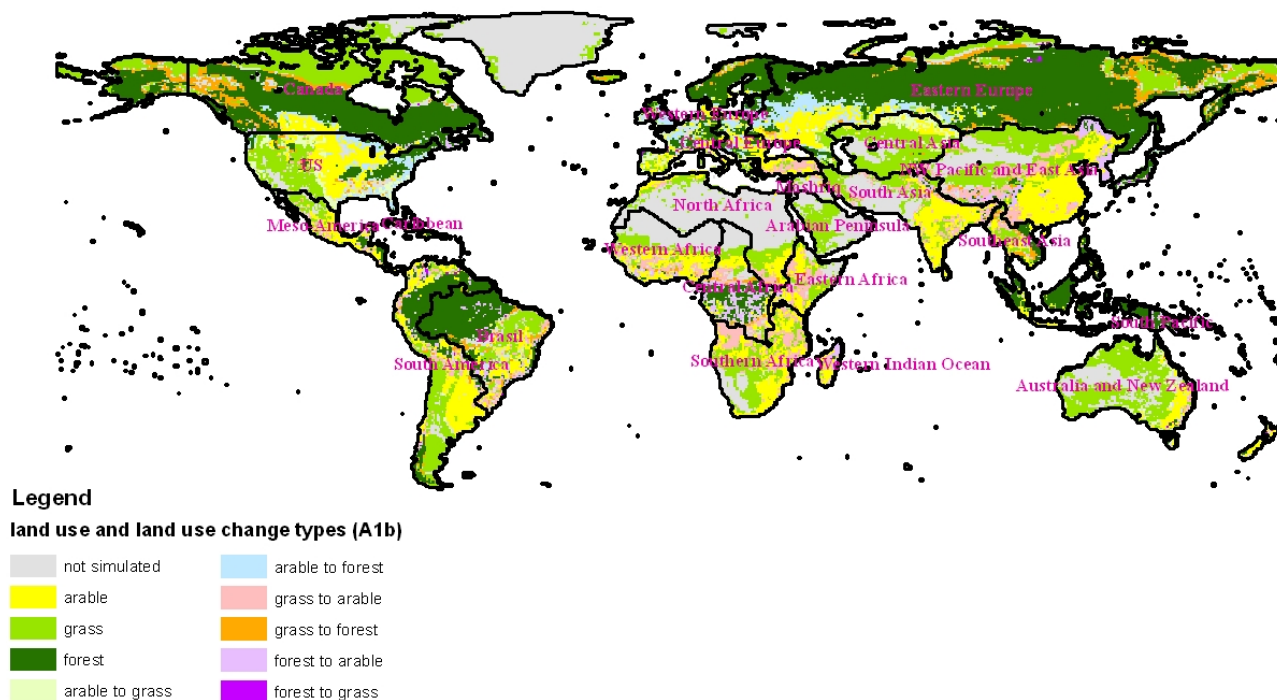 Canada
Eastern Europe
Western Europe
Central Europe
Central Asia
US
NW Pacific and East Asia
Mashriq
South Asia
North Africa
Meso America
Caribbean
Arabian Peninsula
Western Africa
Southeast Asia
Eastern Africa
Central Africa
South Pacific
Brasil
South America
Southern Africa
Western Indian Ocean
Australia and New Zealand
Legend
land use and land use change types (A1b)
not simulated
arable
grass
forest
arable to grass
arable to forest
grass to arable
grass to forest
forest to arable
forest to grass